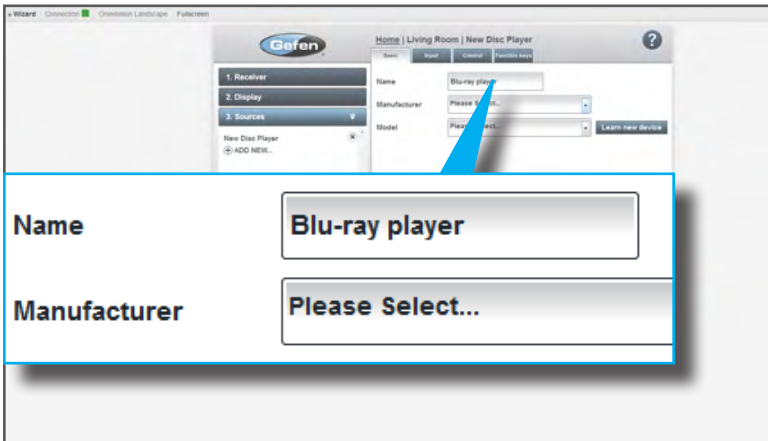 » Wizard Connection Orientation Landscape Fullscreen
Gefen
Home | Living Room | New Disc Player
?
Basic Input Control Function keys
1. Receiver
2. Display
3. Sources
New Disc Player
ADD NEW...
Name Blu-ray player
Manufacturer Please Select...
Model Please Select... Learn new device
Name Blu-ray player
Manufacturer Please Select...